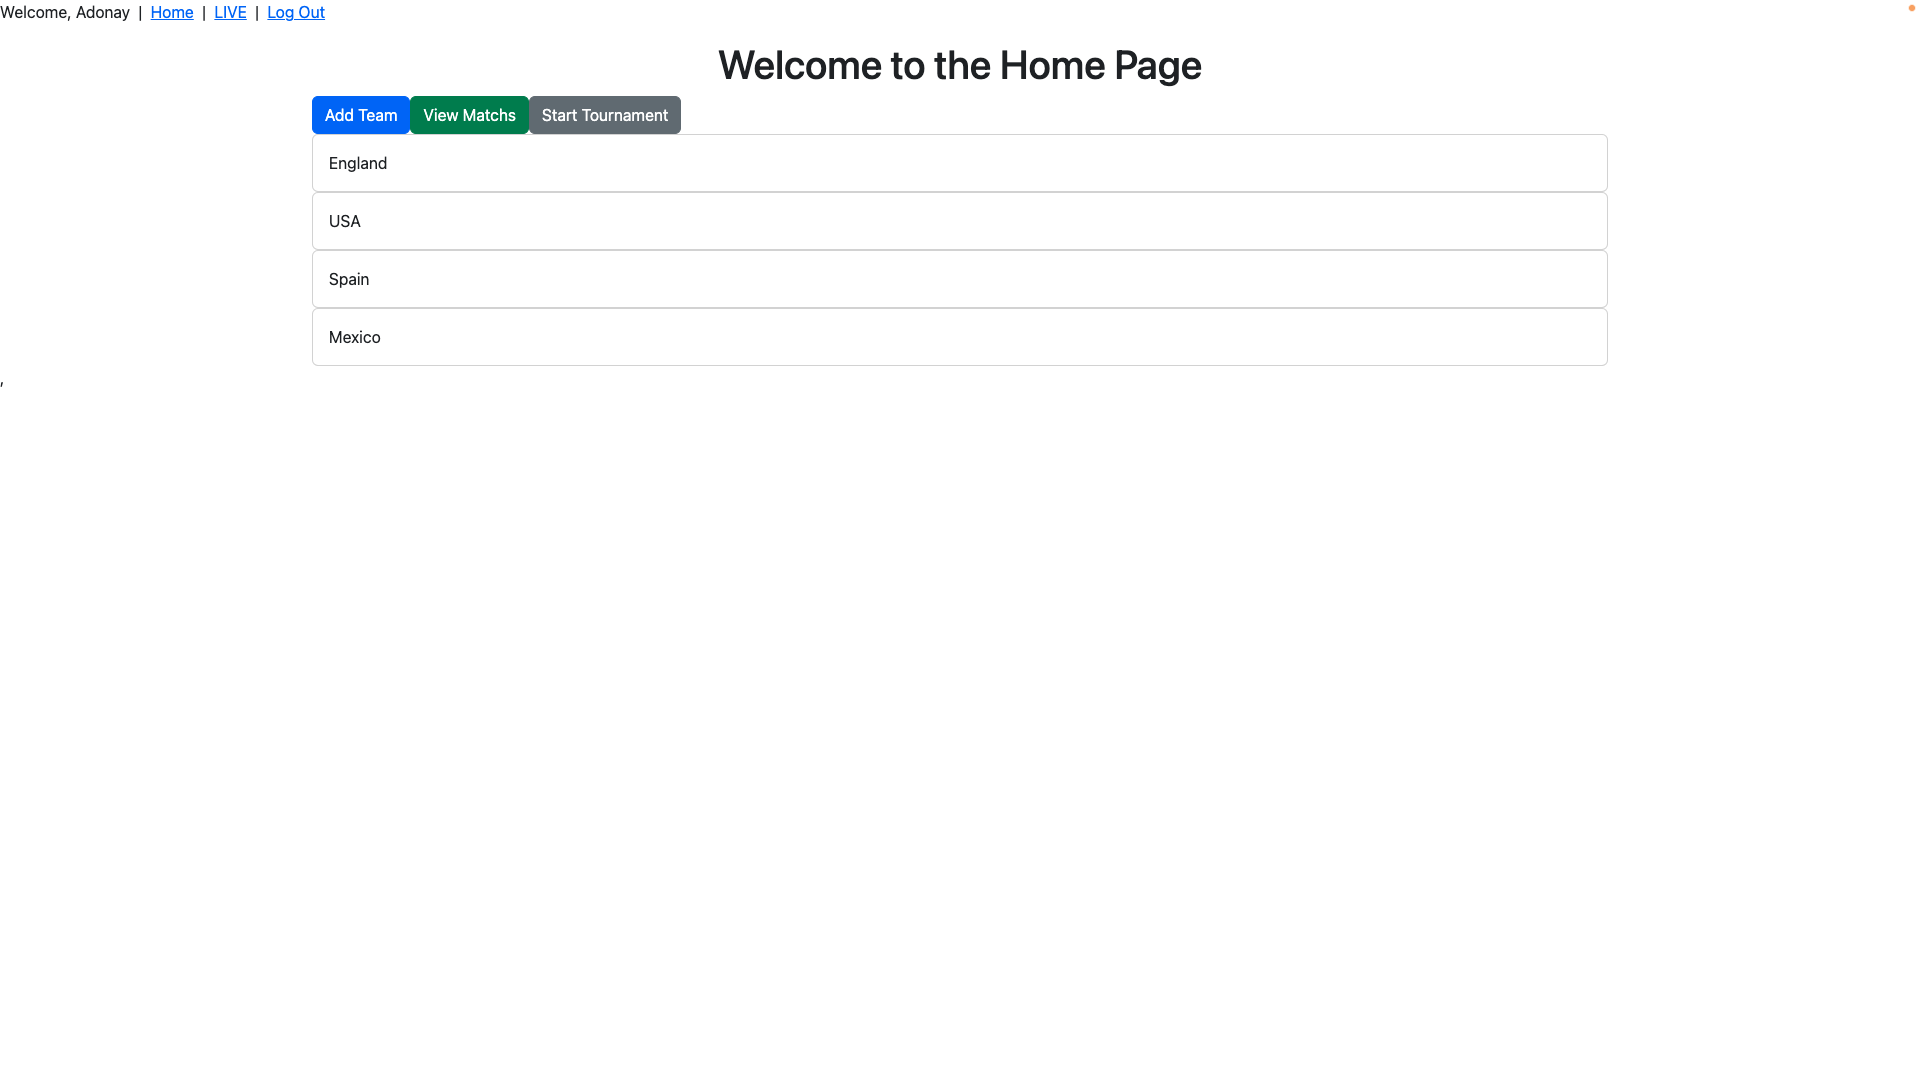 Welcome, Adonay | Home | LIVE | Log Out
Welcome to the Home Page
Add Team View Matchs Start Tournament
England
USA
Spain
Mexico
,